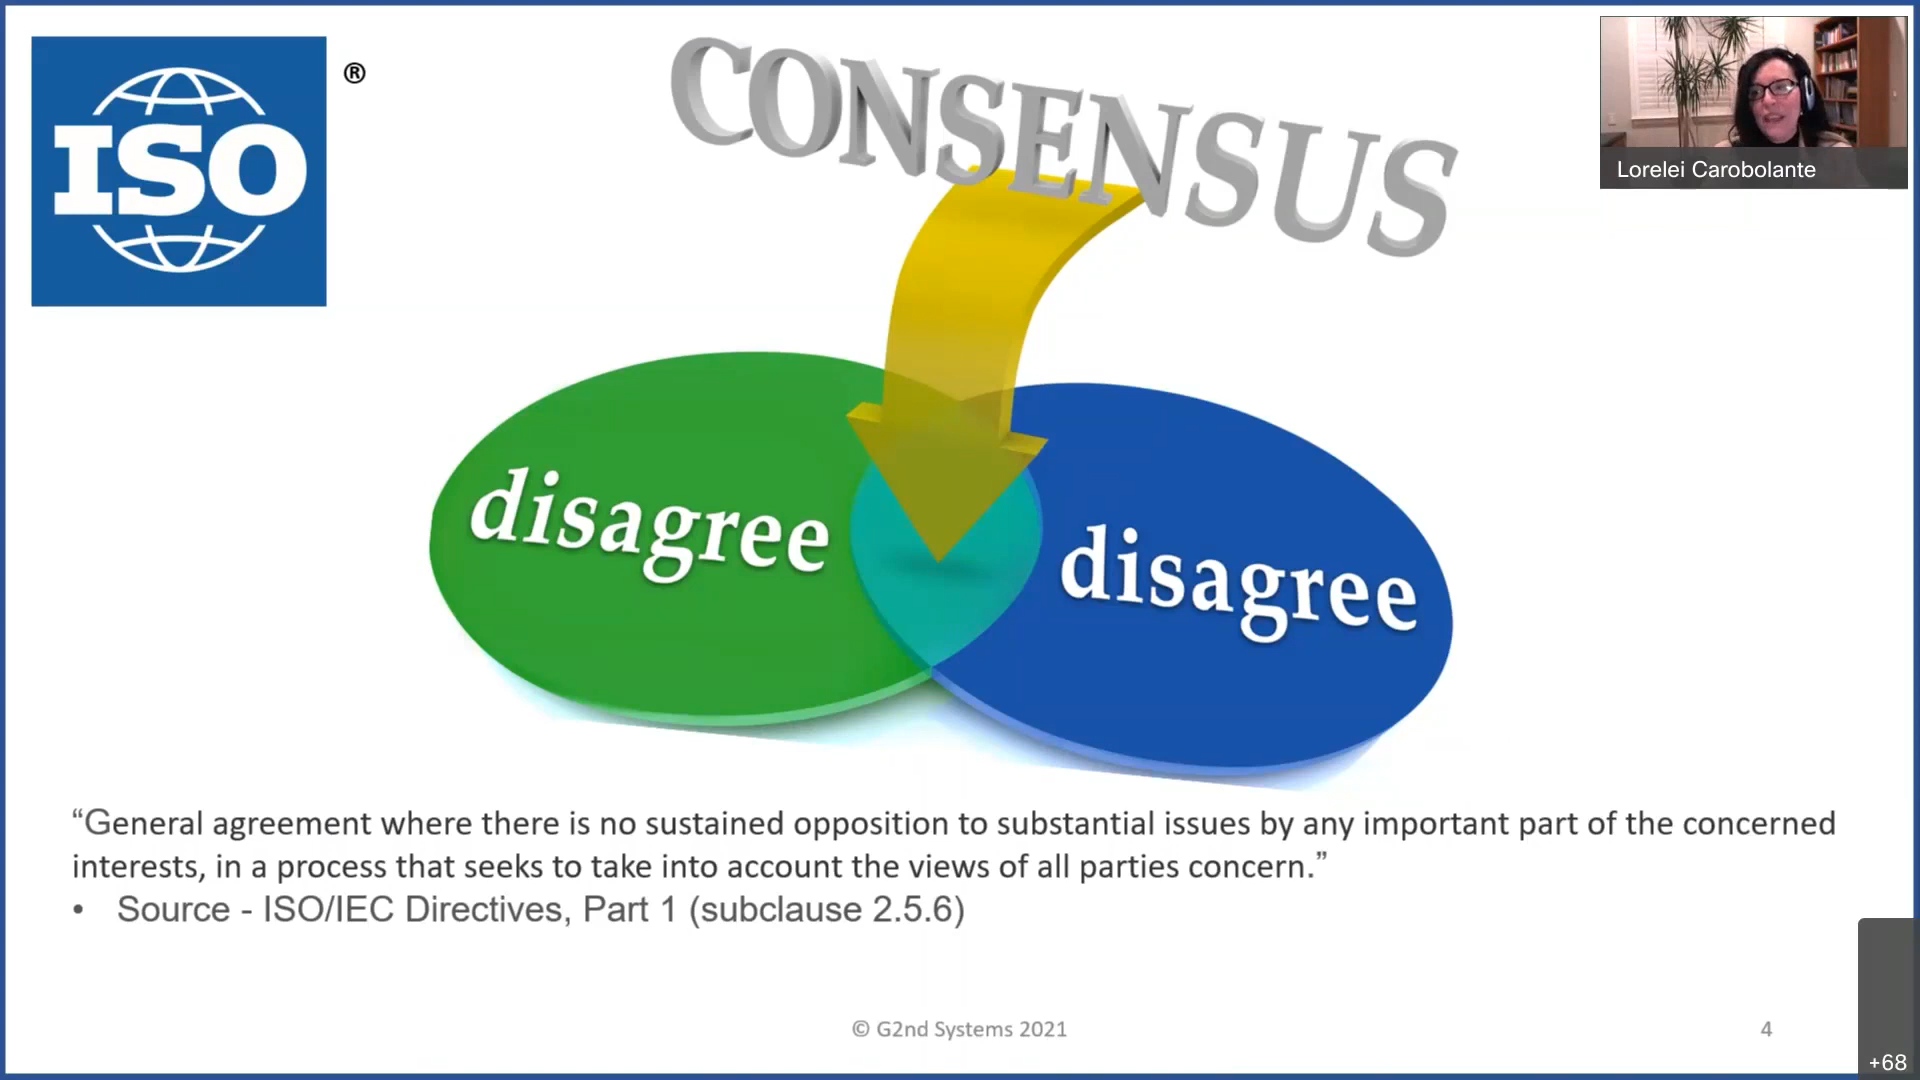 ISO
®
CONSENSUS
Lorelei Carobolante
disagree
disagree
“General agreement where there is no sustained opposition to substantial issues by any important part of the concerned
interests, in a process that seeks to take into account the views of all parties concern.”
• Source - ISO/IEC Directives, Part 1 (subclause 2.5.6)
© G2nd Systems 2021
4
+68